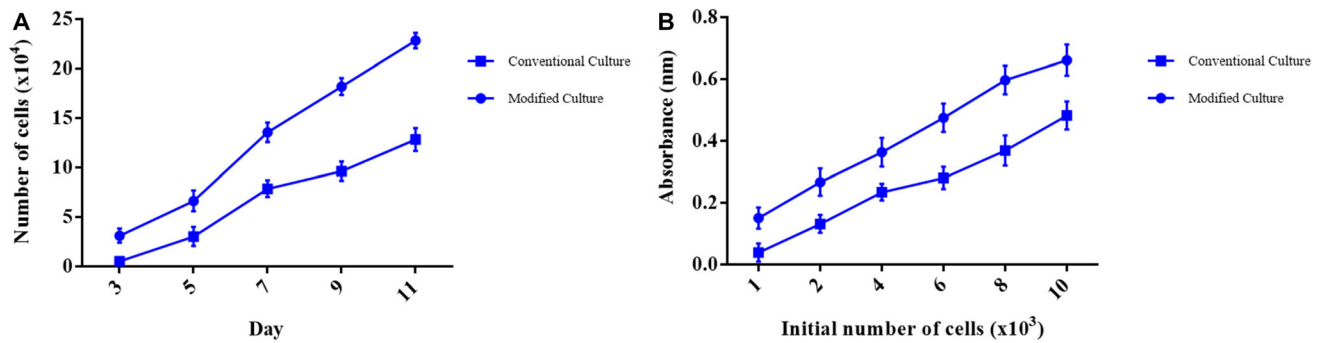 A
Number of cells (x10⁴)
25
20
15
10
5
0
3
5
7
9
11
Day
Conventional Culture
Modified Culture
B
Absorbance (nm)
0.8
0.6
0.4
0.2
0.0
1
2
4
6
8
10
Initial number of cells (x10³)
Conventional Culture
Modified Culture